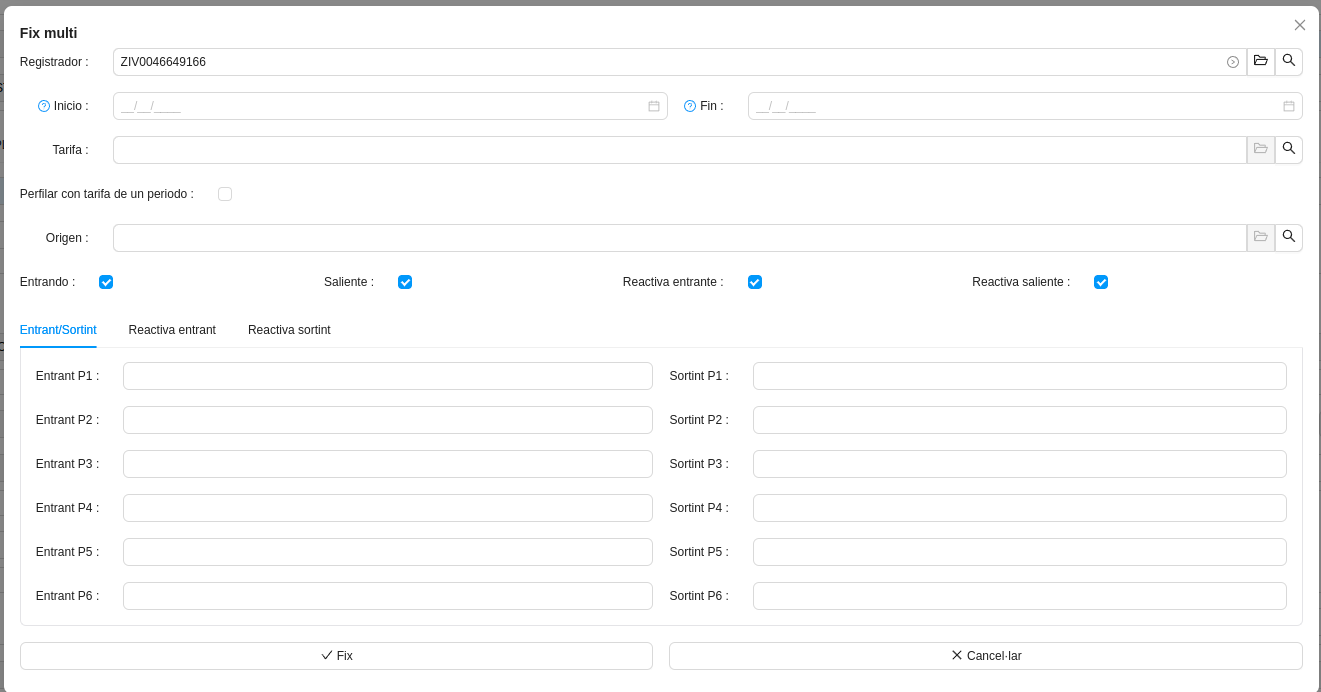 Fix multi
Registrador :
ZIV0046649166
Inicio :
__/__/____
Fin :
__/__/____
Tarifa :
Perfilar con tarifa de un periodo :
Origen :
Entrando :
Saliente :
Reactiva entrante :
Reactiva saliente :
Entrant/Sortint
Reactiva entrant
Reactiva sortint
Entrant P1 :
Sortint P1 :
Entrant P2 :
Sortint P2 :
Entrant P3 :
Sortint P3 :
Entrant P4 :
Sortint P4 :
Entrant P5 :
Sortint P5 :
Entrant P6 :
Sortint P6 :
Fix
Cancel·lar